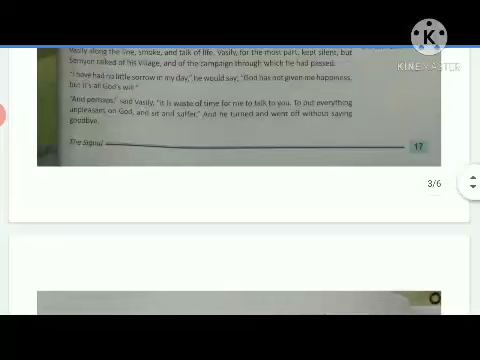 K
KINEMASTER
Vasily along the line, smoke, and talk of life. Vasily, for the most part, kept silent, but
Semyon talked of his village, and of the campaign through which he had passed.
"I have had no little sorrow in my day," he would say; "God has not given me happiness,
but it's all God's will."
"And perhaps," said Vasily, "it is waste of time for me to talk to you. To put everything
unpleasant on God, and sit and suffer." And he turned and went off without saying
goodbye.
The Signal
17
3/6